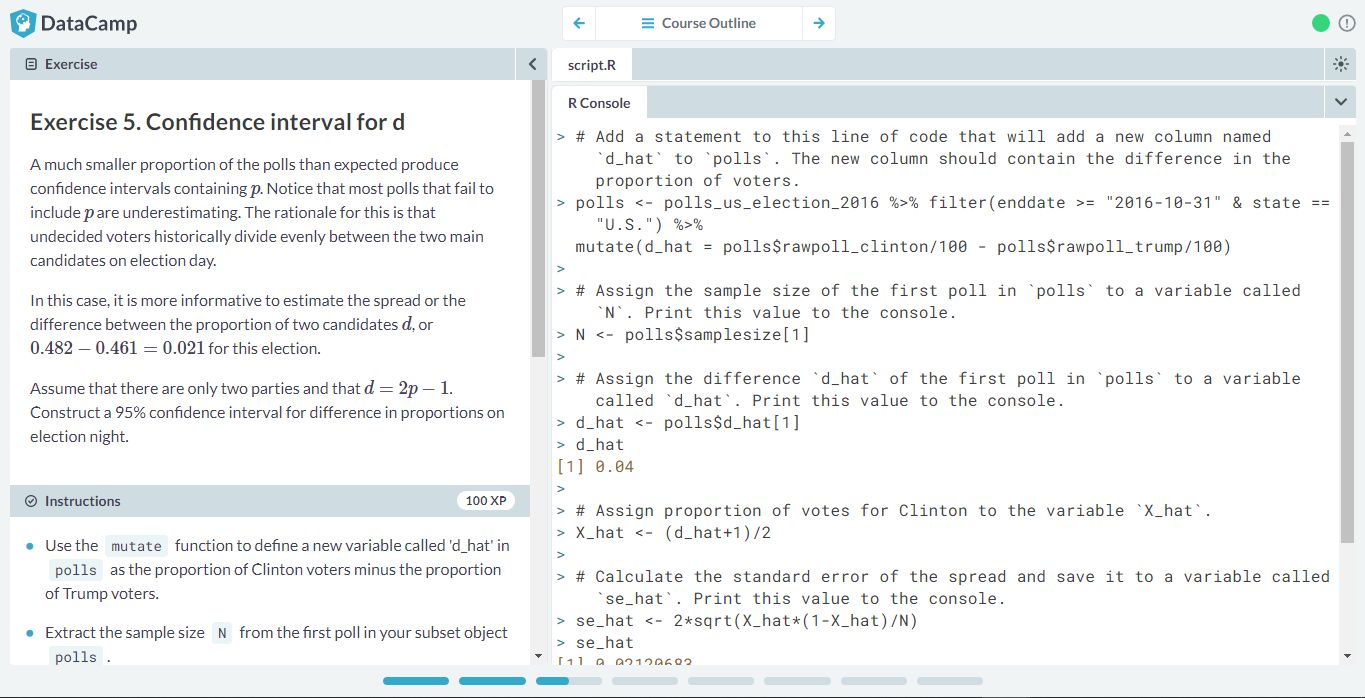 DataCamp
Course Outline
Exercise
Exercise 5. Confidence interval for d
A much smaller proportion of the polls than expected produce
confidence intervals containing p. Notice that most polls that fail to
include p are underestimating. The rationale for this is that
undecided voters historically divide evenly between the two main
candidates on election day.
In this case, it is more informative to estimate the spread or the
difference between the proportion of two candidates d, or
0.482 − 0.461 = 0.021 for this election.
Assume that there are only two parties and that d = 2p − 1.
Construct a 95% confidence interval for difference in proportions on
election night.
Instructions
100 XP
Use the mutate function to define a new variable called 'd_hat' in
polls as the proportion of Clinton voters minus the proportion
of Trump voters.
Extract the sample size N from the first poll in your subset object
polls .
script.R
R Console
> # Add a statement to this line of code that will add a new column named
`d_hat` to `polls`. The new column should contain the difference in the
proportion of voters.
> polls <- polls_us_election_2016 %>% filter(enddate >= "2016-10-31" & state ==
"U.S.") %>%
mutate(d_hat = polls$rawpoll_clinton/100 - polls$rawpoll_trump/100)
>
> # Assign the sample size of the first poll in `polls` to a variable called
`N`. Print this value to the console.
> N <- polls$samplesize[1]
>
> # Assign the difference `d_hat` of the first poll in `polls` to a variable
called `d_hat`. Print this value to the console.
> d_hat <- polls$d_hat[1]
> d_hat
[1] 0.04
>
> # Assign proportion of votes for Clinton to the variable `X_hat`.
> X_hat <- (d_hat+1)/2
>
> # Calculate the standard error of the spread and save it to a variable called
`se_hat`. Print this value to the console.
> se_hat <- 2*sqrt(X_hat*(1-X_hat)/N)
> se_hat
[1] 0.02120683